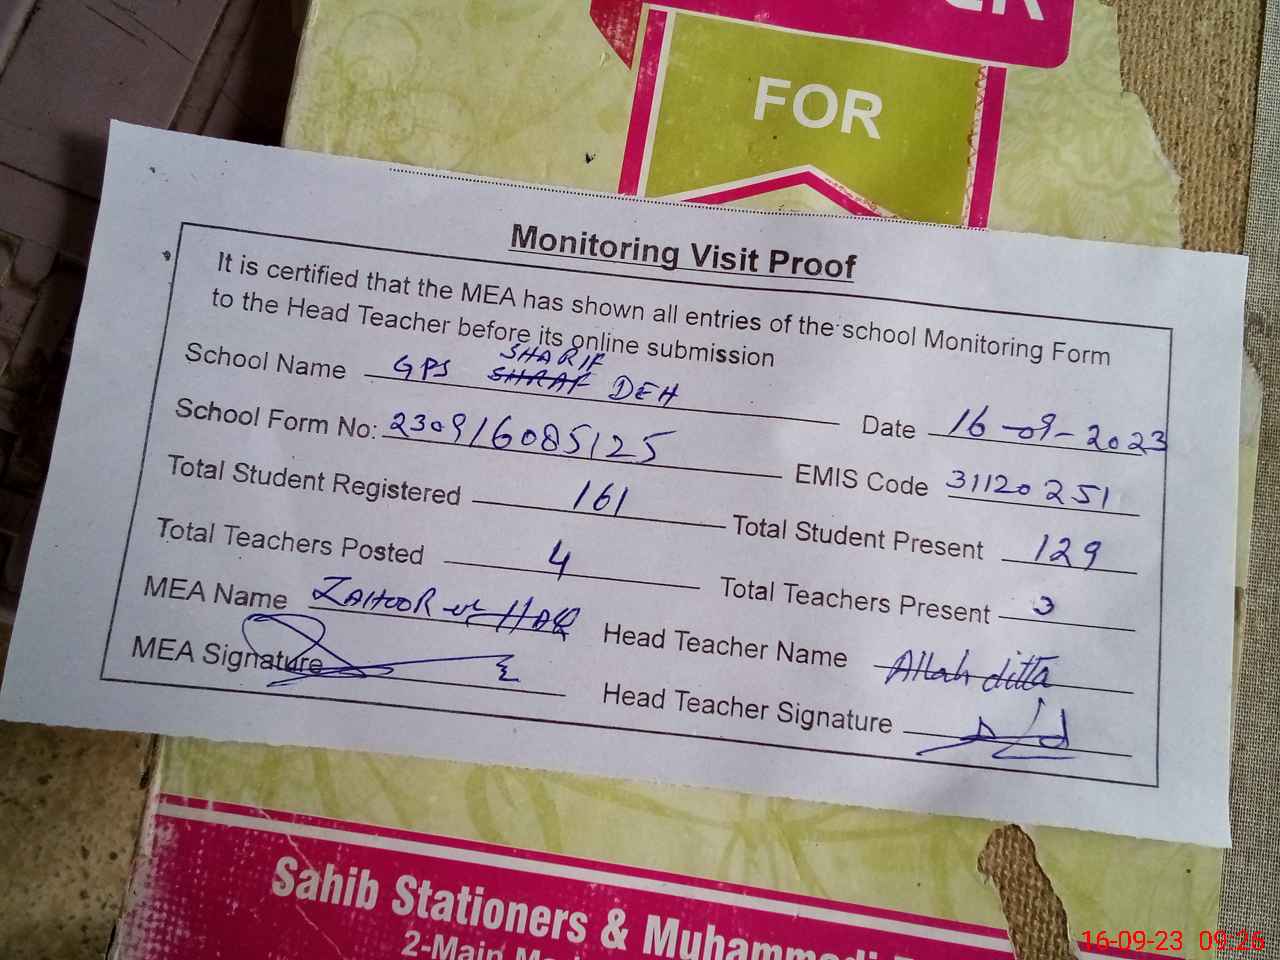 FOR
Monitoring Visit Proof
It is certified that the MEA has shown all entries of the school Monitoring Form
to the Head Teacher before its online submission
SHARIF
School Name GPS SHRAF DEH Date 16-09-2023
School Form No: 230916085125 EMIS Code 31120251
Total Student Registered 161 Total Student Present 129
Total Teachers Posted 4 Total Teachers Present 3
MEA Name ZAHOOR ul HAQ Head Teacher Name Allah ditta
MEA Signature Head Teacher Signature
Sahib Stationers & Muhammadi
2-Main
16-09-23 09:26